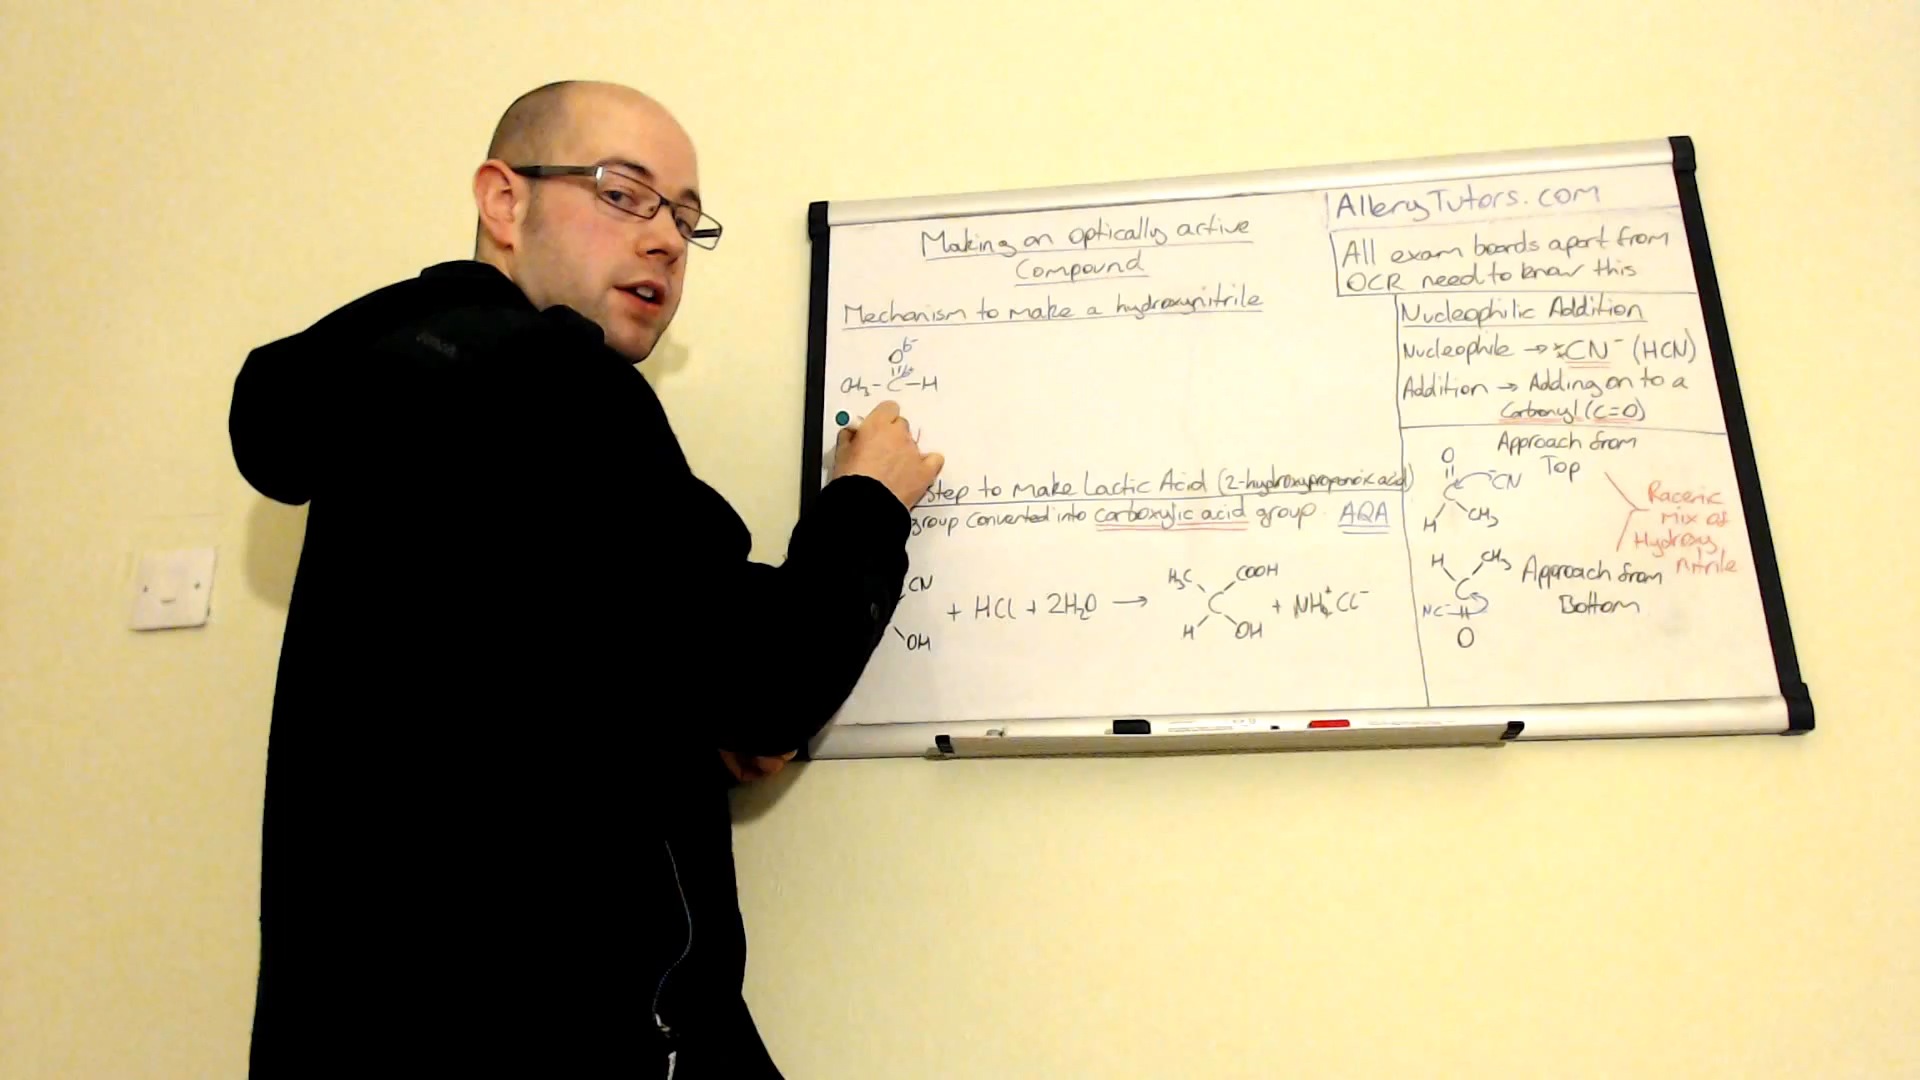 Making an optically active
Compound
Mechanism to make a hydroxynitrile
Oδ-
CH3-C-H
δ+
step to make Lactic Acid (2-hydroxypropanoic acid)
group converted into carboxylic acid group. AQA
CN
OH
+ HCl + 2H2O →
H3C COOH
C
H OH
+ NH4+Cl-
AlleryTutors.com
All exam boards apart from
OCR need to know this
Nucleophilic Addition
Nucleophile → :CN- (HCN)
Addition → Adding on to a
Carbonyl (C=O)
Approach from
Top
O
C
-CN
H CH3
H CH3
C
NC-
O
Approach from
Bottom
Racemic
mix of
Hydroxy
nitrile